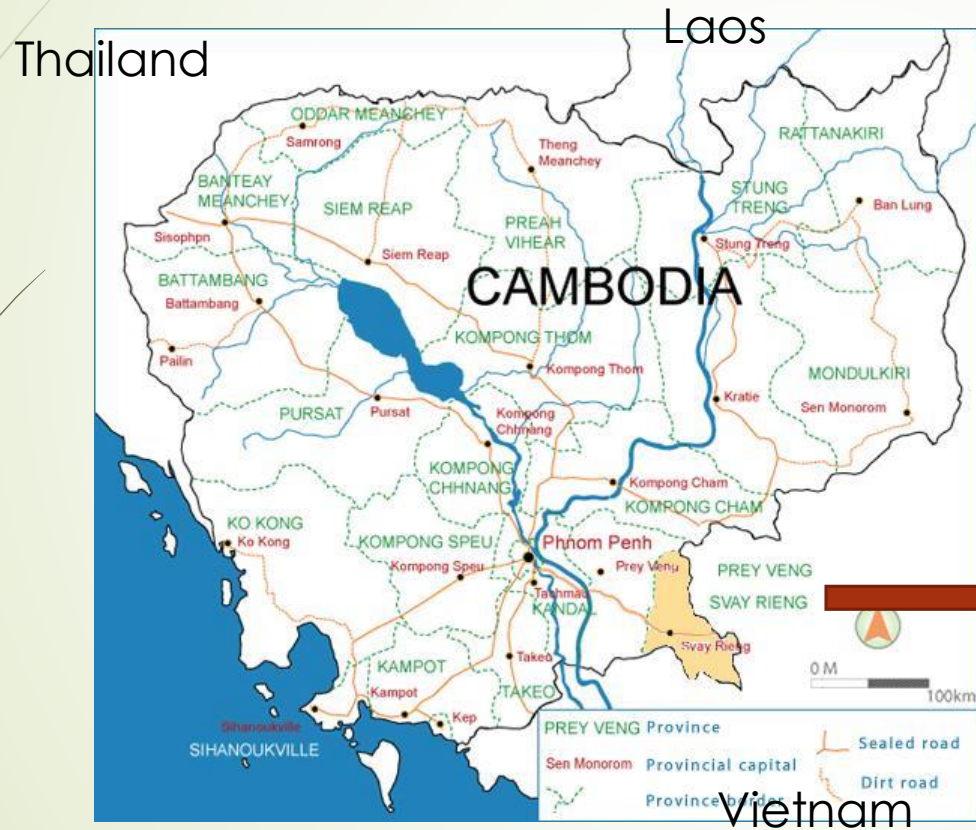 Laos
Thailand
ODDAR MEANCHEY
Samrong
Theng
Meanchey
RATTANAKIRI
BANTEAY
MEANCHEY
SIEM REAP
STUNG
TRENG
Ban Lung
PREAH
VIHEAR
Sisophpn
Siem Reap
Stung Treng
BATTAMBANG
Battambang
CAMBODIA
KOMPONG THOM
Pailin
Kompong Thom
MONDULKIRI
PURSAT
Pursat
Kompong
Chhnang
Kratie
Sen Monorom
KOMPONG
CHHNANG
Kompong Cham
KOMPONG CHAM
KO KONG
Ko Kong
KOMPONG SPEU
Phnom Penh
Kompong Speu
Prey Veng
PREY VENG
Tachmau
KANDA
SVAY RIENG
Svay Rieng
KAMPOT
Takeo
0 M
100km
Kampot
TAKEO
Kep
Sihanoukville
SIHANOUKVILLE
PREY VENG Province
Sealed road
Sen Monorom Provincial capital
Dirt road
Province border
Vietnam